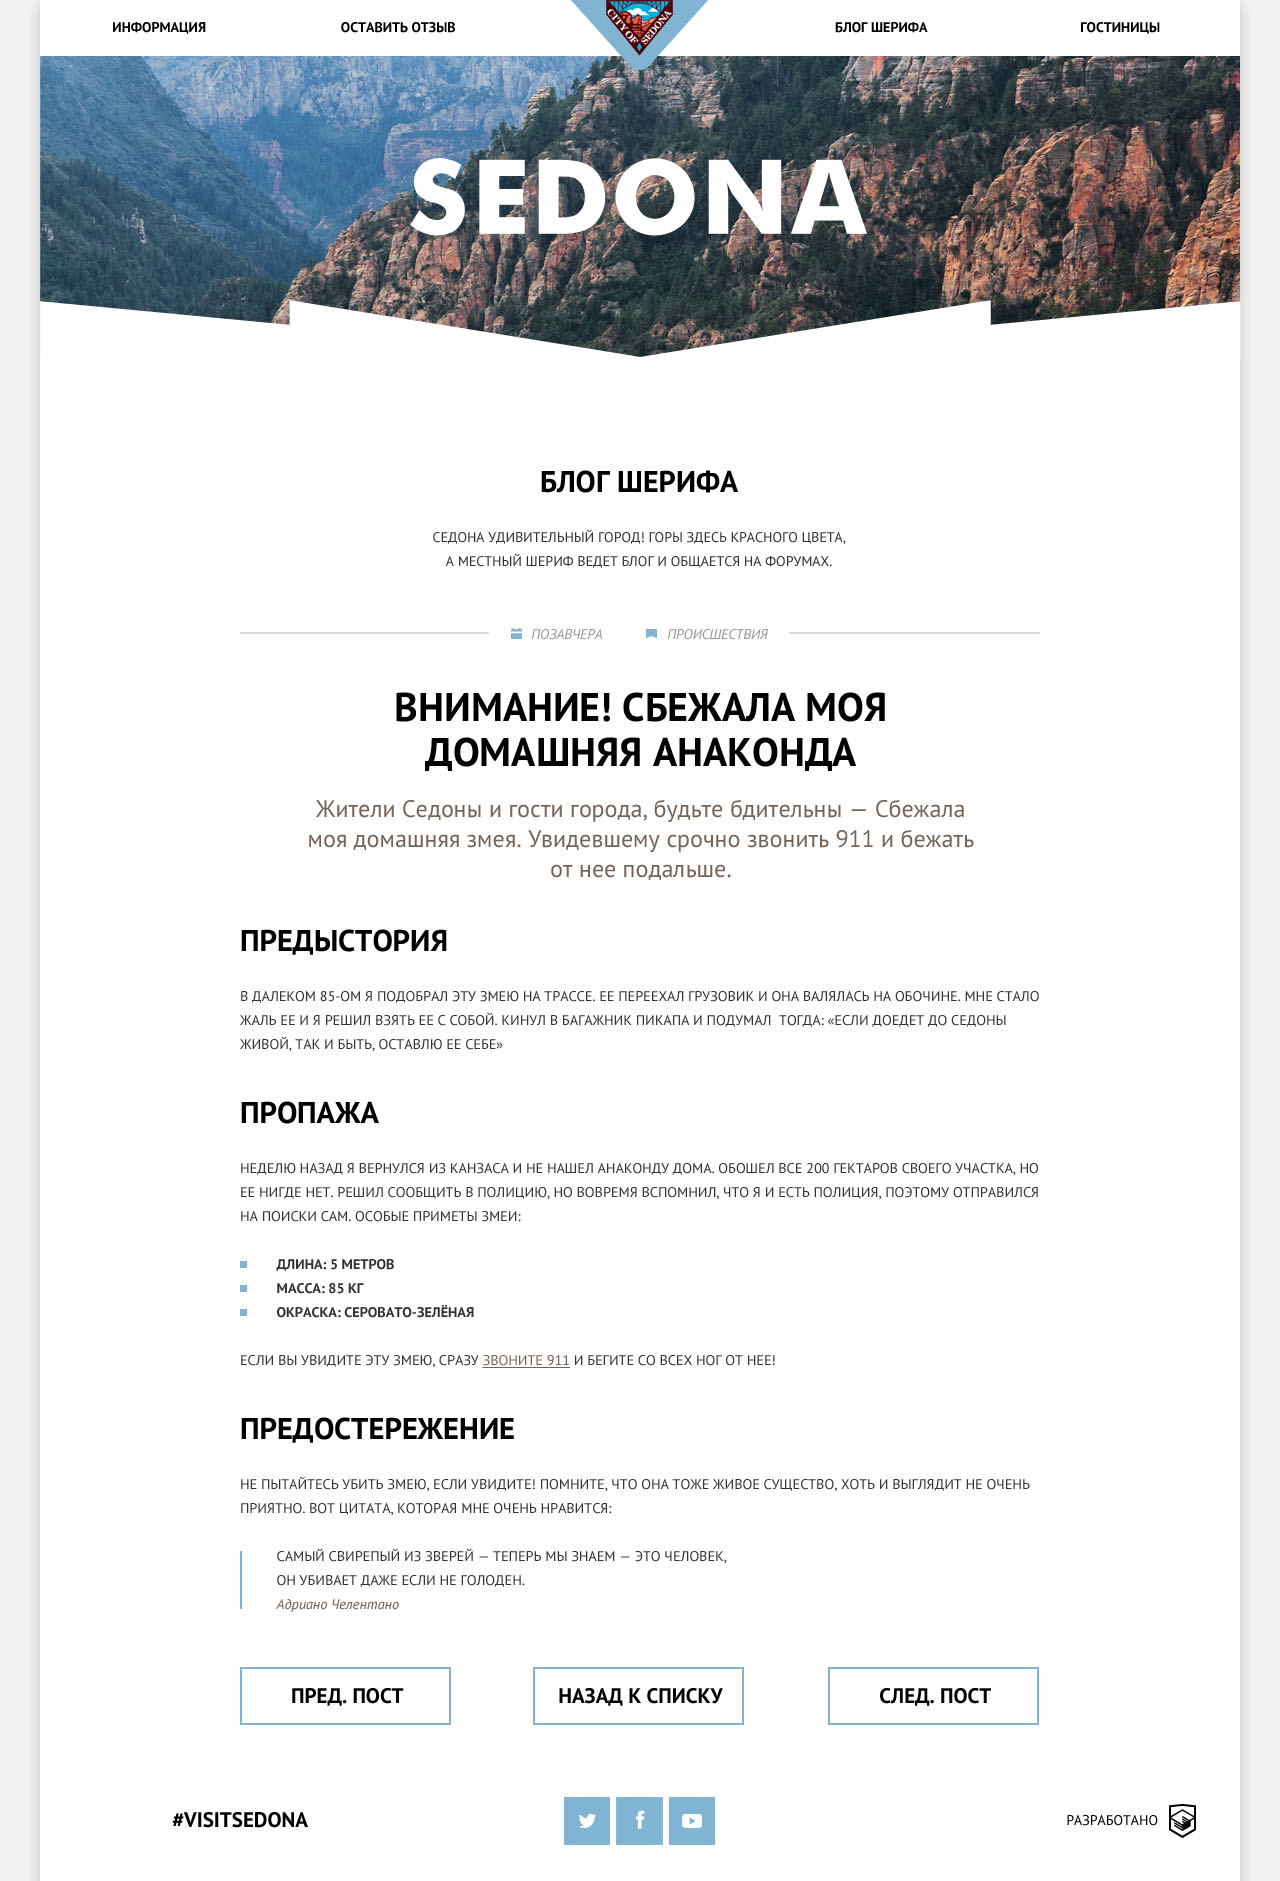 ИНФОРМАЦИЯ
ОСТАВИТЬ ОТЗЫВ
CITY OF SEDONA
БЛОГ ШЕРИФА
ГОСТИНИЦЫ
SEDONA
БЛОГ ШЕРИФА
СЕДОНА УДИВИТЕЛЬНЫЙ ГОРОД! ГОРЫ ЗДЕСЬ КРАСНОГО ЦВЕТА,
А МЕСТНЫЙ ШЕРИФ ВЕДЕТ БЛОГ И ОБЩАЕТСЯ НА ФОРУМАХ.
ПОЗАВЧЕРА
ПРОИСШЕСТВИЯ
ВНИМАНИЕ! СБЕЖАЛА МОЯ
ДОМАШНЯЯ АНАКОНДА
Жители Седоны и гости города, будьте бдительны — Сбежала
моя домашняя змея. Увидевшему срочно звонить 911 и бежать
от нее подальше.
ПРЕДЫСТОРИЯ
В ДАЛЕКОМ 85-ОМ Я ПОДОБРАЛ ЭТУ ЗМЕЮ НА ТРАССЕ. ЕЕ ПЕРЕЕХАЛ ГРУЗОВИК И ОНА ВАЛЯЛАСЬ НА ОБОЧИНЕ. МНЕ СТАЛО
ЖАЛЬ ЕЕ И Я РЕШИЛ ВЗЯТЬ ЕЕ С СОБОЙ. КИНУЛ В БАГАЖНИК ПИКАПА И ПОДУМАЛ  ТОГДА: «ЕСЛИ ДОЕДЕТ ДО СЕДОНЫ
ЖИВОЙ, ТАК И БЫТЬ, ОСТАВЛЮ ЕЕ СЕБЕ»
ПРОПАЖА
НЕДЕЛЮ НАЗАД Я ВЕРНУЛСЯ ИЗ КАНЗАСА И НЕ НАШЕЛ АНАКОНДУ ДОМА. ОБОШЕЛ ВСЕ 200 ГЕКТАРОВ СВОЕГО УЧАСТКА, НО
ЕЕ НИГДЕ НЕТ. РЕШИЛ СООБЩИТЬ В ПОЛИЦИЮ, НО ВОВРЕМЯ ВСПОМНИЛ, ЧТО Я И ЕСТЬ ПОЛИЦИЯ, ПОЭТОМУ ОТПРАВИЛСЯ
НА ПОИСКИ САМ. ОСОБЫЕ ПРИМЕТЫ ЗМЕИ:
ДЛИНА: 5 МЕТРОВ
МАССА: 85 КГ
ОКРАСКА: СЕРОВАТО-ЗЕЛЁНАЯ
ЕСЛИ ВЫ УВИДИТЕ ЭТУ ЗМЕЮ, СРАЗУ ЗВОНИТЕ 911 И БЕГИТЕ СО ВСЕХ НОГ ОТ НЕЕ!
ПРЕДОСТЕРЕЖЕНИЕ
НЕ ПЫТАЙТЕСЬ УБИТЬ ЗМЕЮ, ЕСЛИ УВИДИТЕ! ПОМНИТЕ, ЧТО ОНА ТОЖЕ ЖИВОЕ СУЩЕСТВО, ХОТЬ И ВЫГЛЯДИТ НЕ ОЧЕНЬ
ПРИЯТНО. ВОТ ЦИТАТА, КОТОРАЯ МНЕ ОЧЕНЬ НРАВИТСЯ:
САМЫЙ СВИРЕПЫЙ ИЗ ЗВЕРЕЙ — ТЕПЕРЬ МЫ ЗНАЕМ — ЭТО ЧЕЛОВЕК,
ОН УБИВАЕТ ДАЖЕ ЕСЛИ НЕ ГОЛОДЕН.
Адриано Челентано
ПРЕД. ПОСТ
НАЗАД К СПИСКУ
СЛЕД. ПОСТ
#VISITSEDONA
РАЗРАБОТАНО